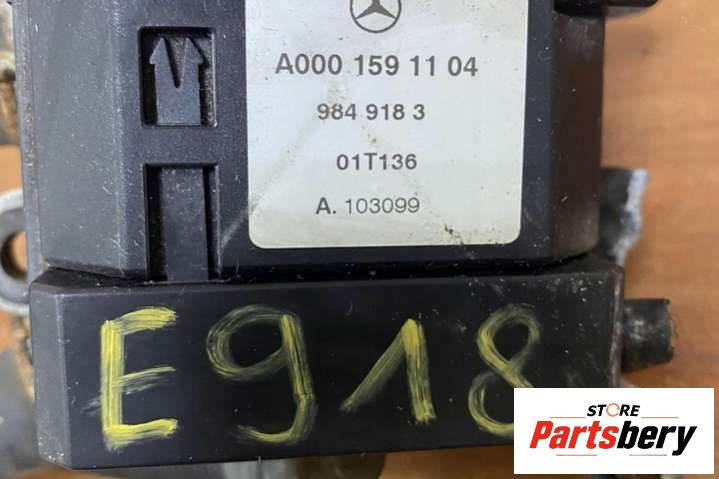 A000 159 11 04
984 918 3
01T136
A. 103099
E918
STORE
Partsbery